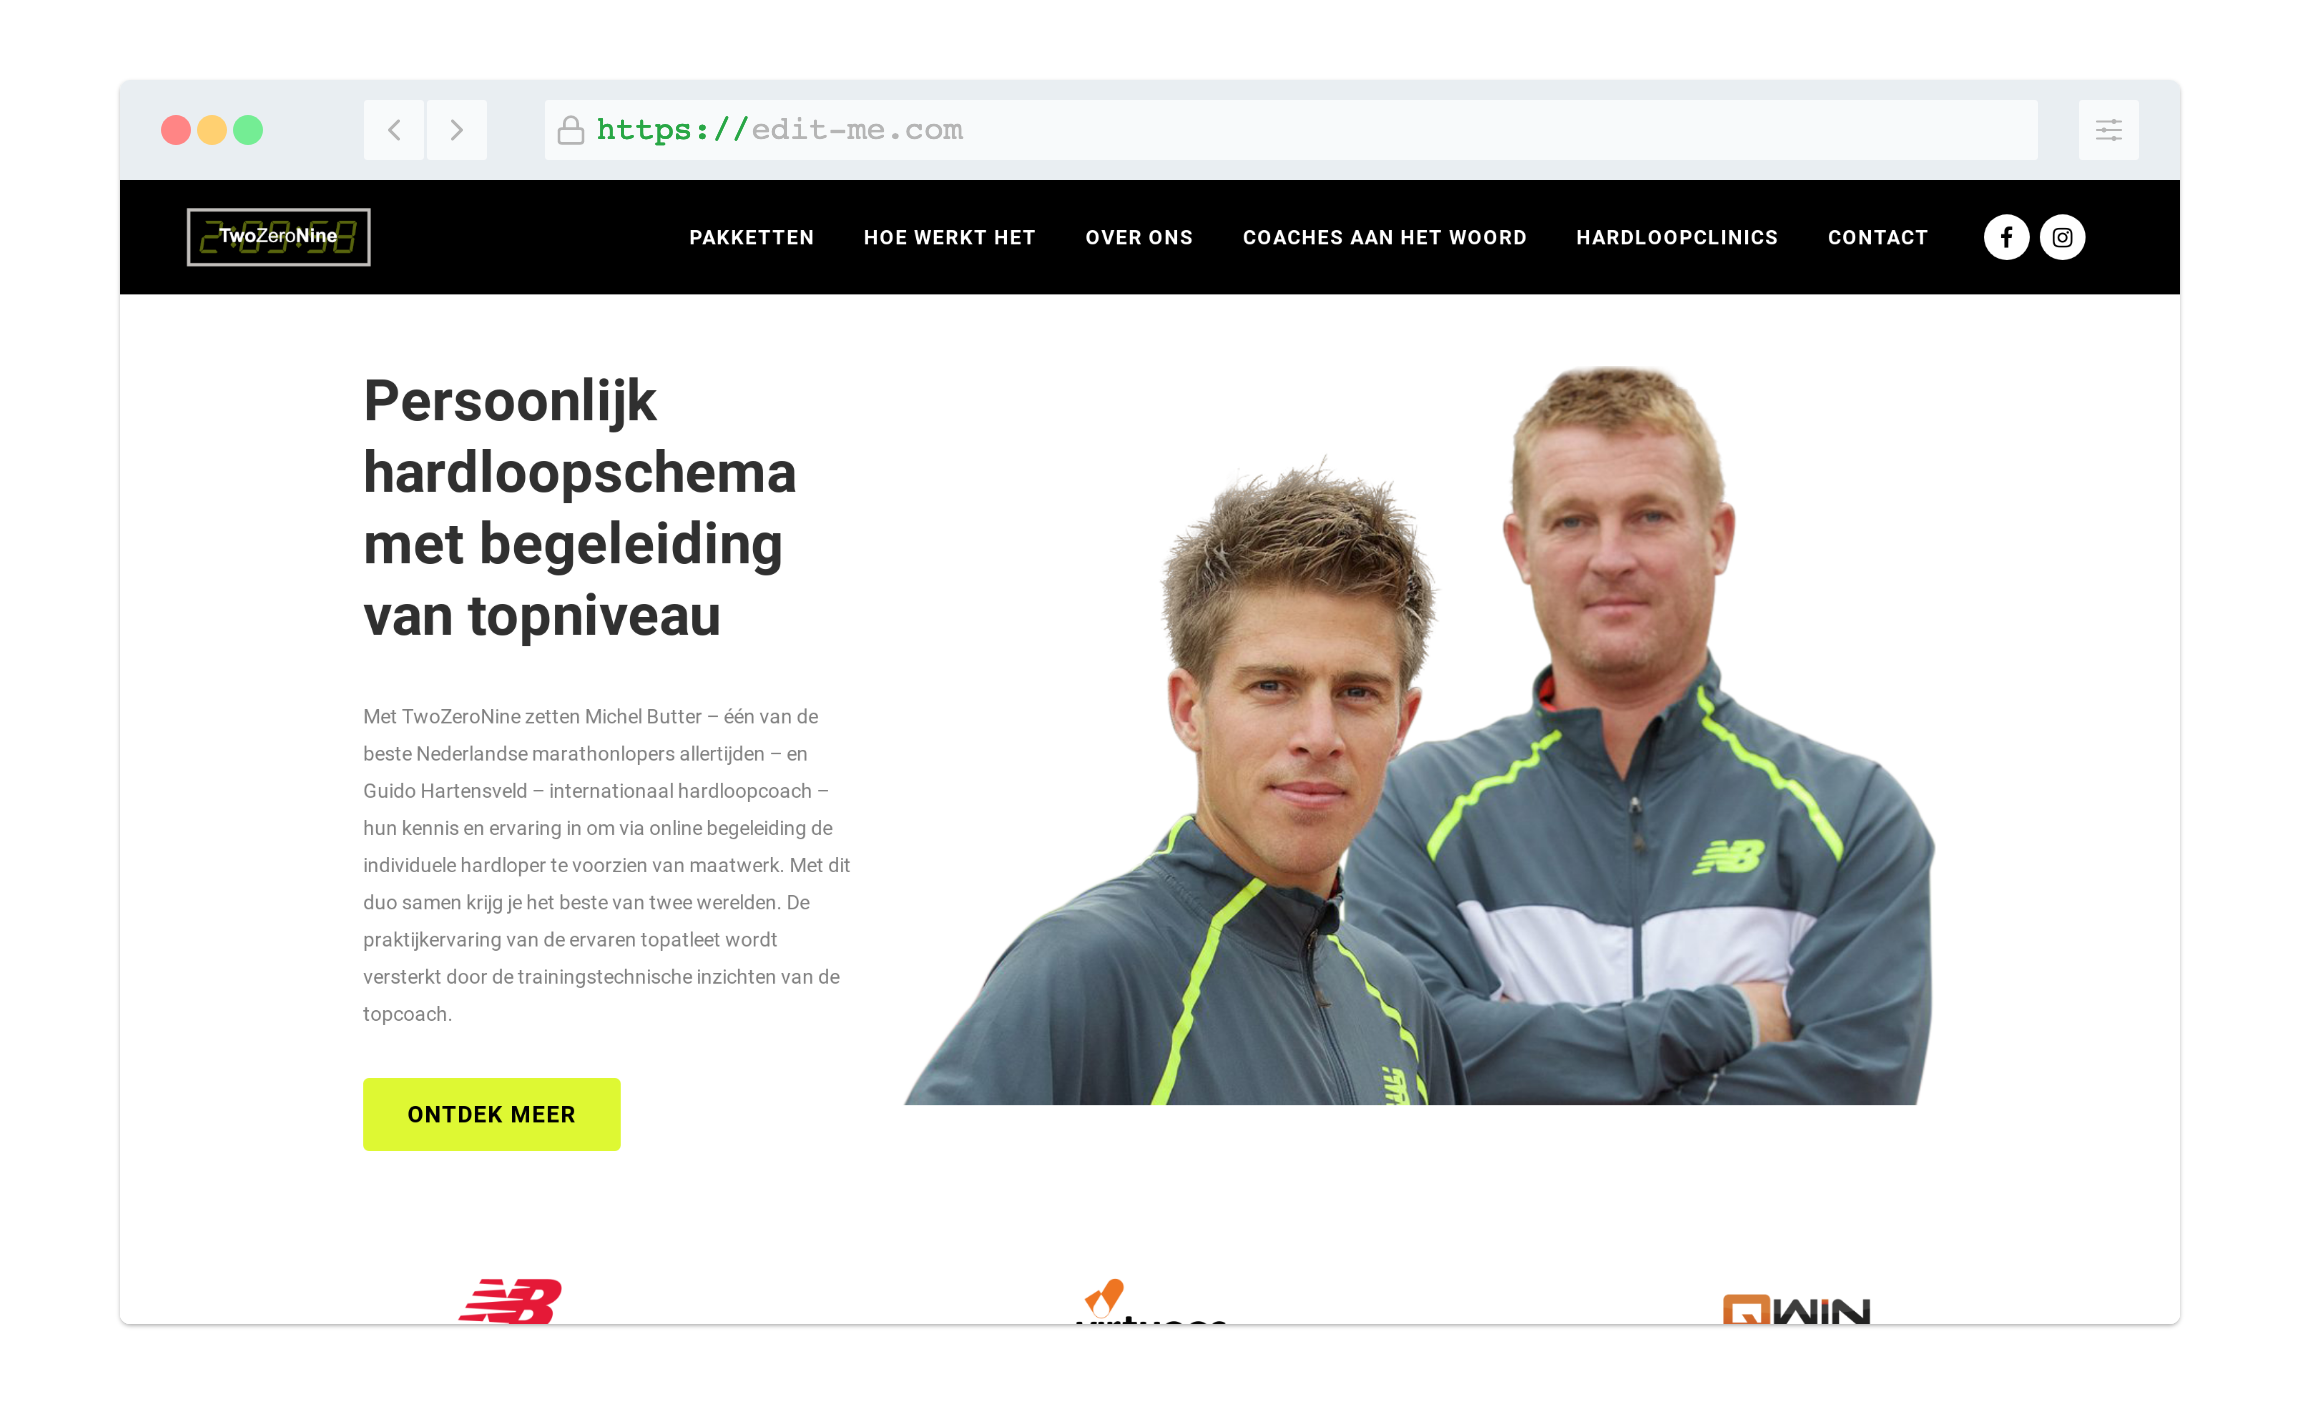 https://edit-me.com
2:09:58
TwoZeroNine
PAKKETTEN
HOE WERKT HET
OVER ONS
COACHES AAN HET WOORD
HARDLOOPCLINICS
CONTACT
Persoonlijk
hardloopschema
met begeleiding
van topniveau
Met TwoZeroNine zetten Michel Butter – één van de
beste Nederlandse marathonlopers allertijden – en
Guido Hartensveld – internationaal hardloopcoach –
hun kennis en ervaring in om via online begeleiding de
individuele hardloper te voorzien van maatwerk. Met dit
duo samen krijg je het beste van twee werelden. De
praktijkervaring van de ervaren topatleet wordt
versterkt door de trainingstechnische inzichten van de
topcoach.
ONTDEK MEER
NB
NB
QWIN